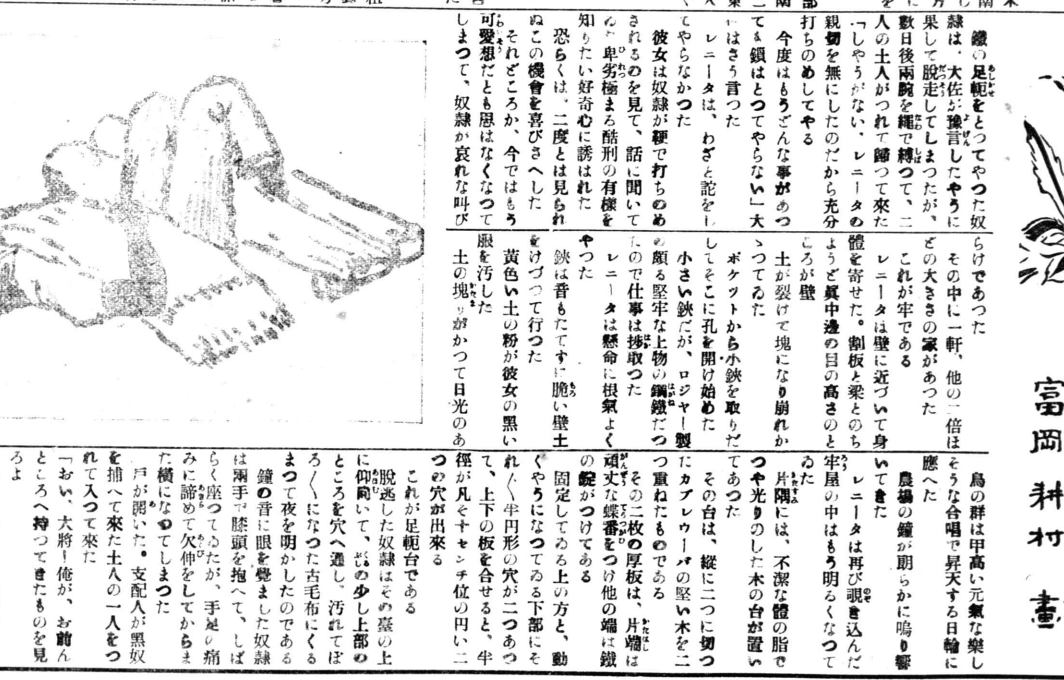 鐵の足軛をとつてやつた奴
隷は、大佐が豫言したやうに
果して脱走してしまつたが、
數日後兩腕を繩で縛つて、二
人の土人がつれて歸つて來た
「しやうがない、レニータの
親切を無にしたのだから充分
打ちのめしてやる
今度はもうどんな事があつ
ても鎖はとつてやらない」大
佐はさう言つた
レニータは、わざと詫をし
てやらなかつた
彼女は奴隷が鞭で打ちのめ
されるのを見て、話に聞いて
ゐた卑劣極まる酷刑の有樣を
知りたい好奇心に誘はれた
恐らくは、二度とは見られ
ぬこの機會を喜びさへした
それどころか、今ではもう
可愛想だとも思はなくなつて
しまつて、奴隷が哀れな叫び
らけであつた
その中に一軒、他の二倍ほ
どの大きさの家があつた
これが牢である
レニータは壁に近づいて身
體を寄せた。割板と梁とのち
ようど眞中邊の目の高さのと
ころが壁
土が裂けて塊になり崩れか
ゝつてゐた
ポケツトから小鋏を取りだ
してそこに孔を開け始めた
小さい鋏だが、ロジヤー製
の頗る堅牢な上物の鋼鐵だつ
たので仕事は捗取つた
レニータは懸命に根氣よく
やつた
鋏は音もたてずに脆い壁土
をけづつて行つた
黄色い土の粉が彼女の黑い
服を汚した
土の塊りがかつて日光のあ
鳥の群は甲高い元氣な樂し
そうな合唱で昇天する日輪に
應へた
農場の鐘が朗らかに鳴り響
いてきた
レニータは再び覗き込んだ
牢屋の中はもう明るくなつて
ゐた
片隅には、不潔な體の脂で
つや光りのした木の台が置い
てあつた
その台は、縱に二つに切つ
たカブレウーバの堅い木を二
つ重ねたものである
その二枚の厚板は、片端は
頑丈な蝶番をつけ他の端は鐵
の錠がつけてある
固定してゐる上の方と、動
くやうになつてゐる下部にそ
れ〳〵半円形の穴が二つあつ
て、上下の板を合せると、半
徑が凡そ十センチ位の円い二
つの穴が出來る
これが足軛台である
脱逃した奴隷はその臺の上
に仰向いて、の少し上部の
ところを穴へ通し、汚れてぼ
ろ〳〵になつた古毛布にくる
まつて夜を明かしたのである
鐘の音に眼を覺ました奴隷
は兩手で膝頭を抱へて、しば
らく座つてゐたが、手足の痛
みに諦めて欠伸をしてからま
た横になつてしまつた
戸が開いた。支配人が黑奴
を捕へて來た土人の一人をつ
れて入つて來た
「おい、大將！俺が、お前ん
ところへ持つてきたものを見
ろよ
富岡耕村畫